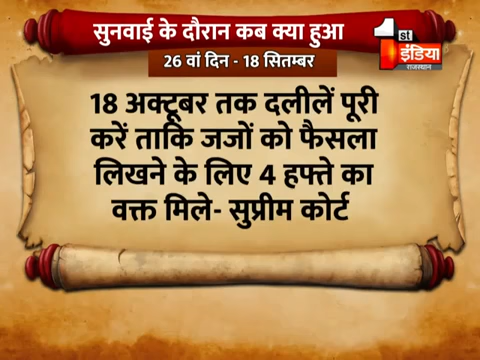 सुनवाई के दौरान कब क्या हुआ
1st
इंडिया
राजस्थान
26 वां दिन - 18 सितम्बर
18 अक्टूबर तक दलीलें पूरी
करें ताकि जजों को फैसला
लिखने के लिए 4 हफ्ते का
वक्त मिले- सुप्रीम कोर्ट